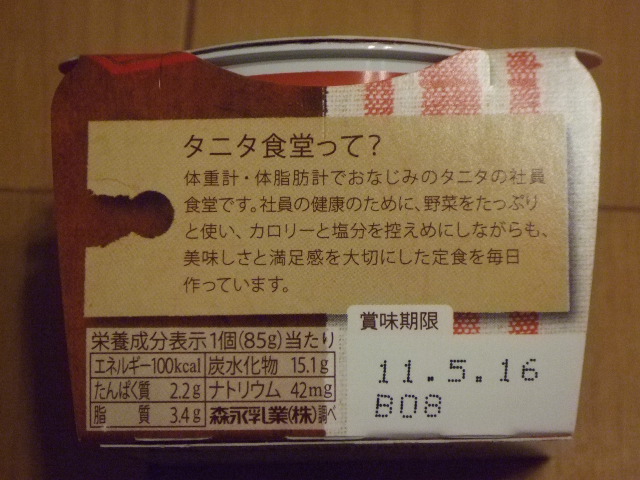 タニタ食堂って?
体重計・体脂肪計でおなじみのタニタの社員
食堂です。社員の健康のために、野菜をたっぷり
と使い、カロリーと塩分を控えめにしながらも、
美味しさと満足感を大切にした定食を毎日
作っています。
栄養成分表示1個(85g)当たり
エネルギー100kcal 炭水化物 15.1g
たんぱく質 2.2g ナトリウム 42mg
脂質 3.4g 森永乳業(株)調べ
賞味期限
11.5.16
B08